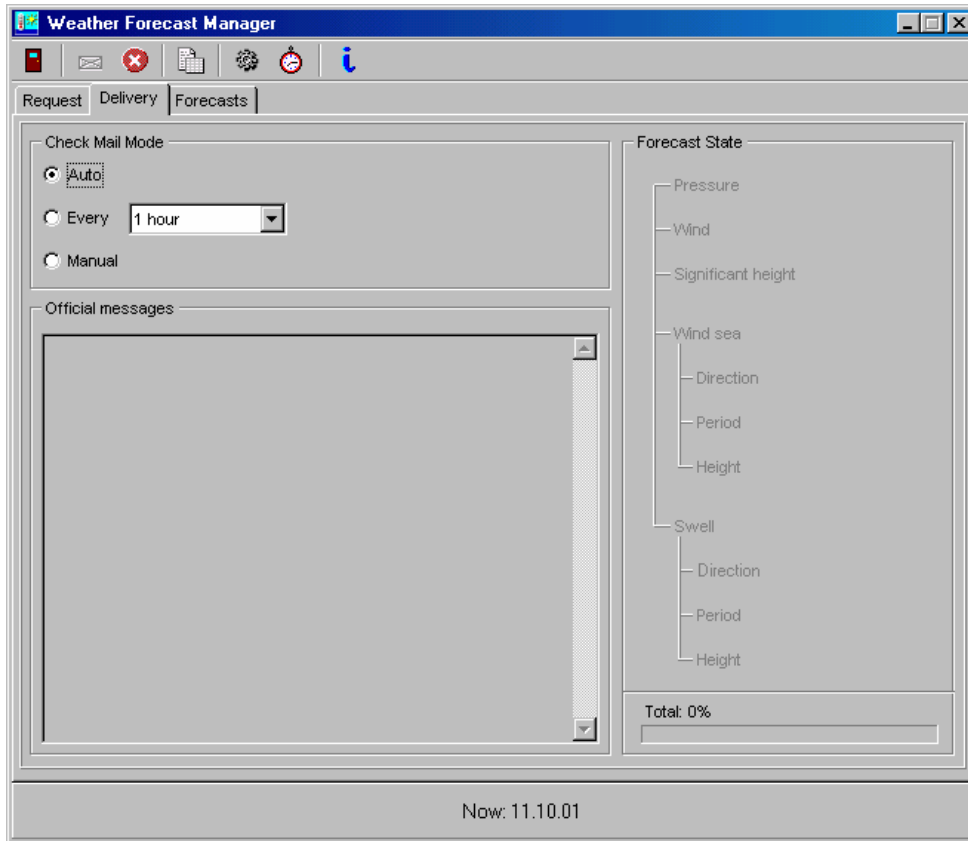 Weather Forecast Manager
Request Delivery Forecasts
Check Mail Mode
Auto
Every 1 hour
Manual
Official messages
Forecast State
Pressure
Wind
Significant height
Wind sea
Direction
Period
Height
Swell
Direction
Period
Height
Total: 0%
Now: 11.10.01